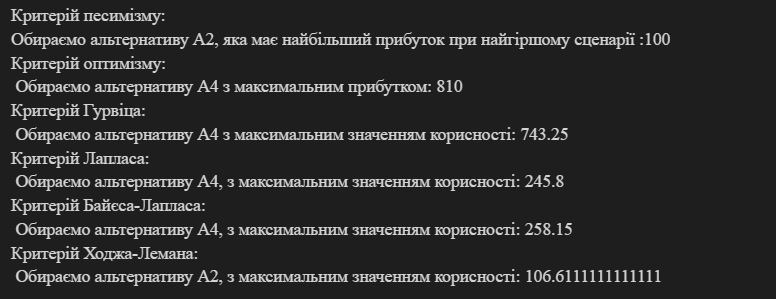 Критерій песимізму:
Обираємо альтернативу A2, яка має найбільший прибуток при найгіршому сценарії :100
Критерій оптимізму:
Обираємо альтернативу A4 з максимальним прибутком: 810
Критерій Гурвіца:
Обираємо альтернативу A4 з максимальним значенням корисності: 743.25
Критерій Лапласа:
Обираємо альтернативу A4, з максимальним значенням корисності: 245.8
Критерій Байєса-Лапласа:
Обираємо альтернативу A4, з максимальним значенням корисності: 258.15
Критерій Ходжа-Лемана:
Обираємо альтернативу A2, з максимальним значенням корисності: 106.6111111111111